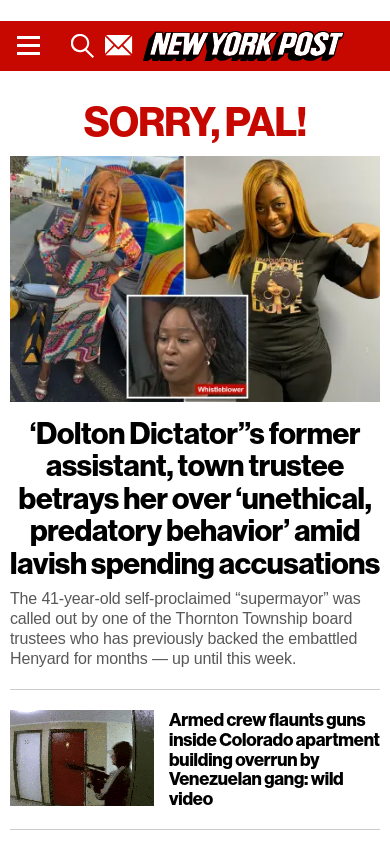 NEW YORK POST
SORRY, PAL!
DOPE
DOPE
Whistleblower
‘Dolton Dictator’’s former
assistant, town trustee
betrays her over ‘unethical,
predatory behavior’ amid
lavish spending accusations
The 41-year-old self-proclaimed “supermayor” was
called out by one of the Thornton Township board
trustees who has previously backed the embattled
Henyard for months — up until this week.
Armed crew flaunts guns
inside Colorado apartment
building overrun by
Venezuelan gang: wild
video